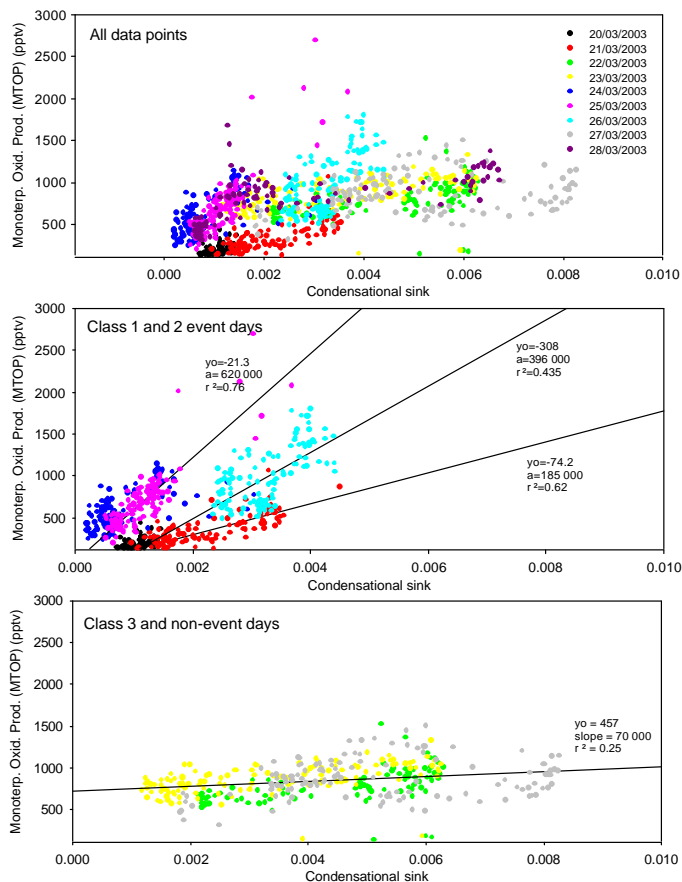 All data points
20/03/2003
21/03/2003
22/03/2003
23/03/2003
24/03/2003
25/03/2003
26/03/2003
27/03/2003
28/03/2003
Monoterp. Oxid. Prod. (MTOP) (pptv)
3000
2500
2000
1500
1000
500
0.000 0.002 0.004 0.006 0.008 0.010
Condensational sink
Class 1 and 2 event days
yo=-21.3
a= 620 000
r ²=0.76
yo=-308
a=396 000
r ²=0.435
yo=-74.2
a=185 000
r ²=0.62
Monoterp. Oxid. Prod. (MTOP) (pptv)
3000
2500
2000
1500
1000
500
0.000 0.002 0.004 0.006 0.008 0.010
Condensational sink
Class 3 and non-event days
yo = 457
slope = 70 000
r ² = 0.25
Monoterp. Oxid. Prod. (MTOP) (pptv)
3000
2500
2000
1500
1000
500
0.000 0.002 0.004 0.006 0.008 0.010
Condensational sink